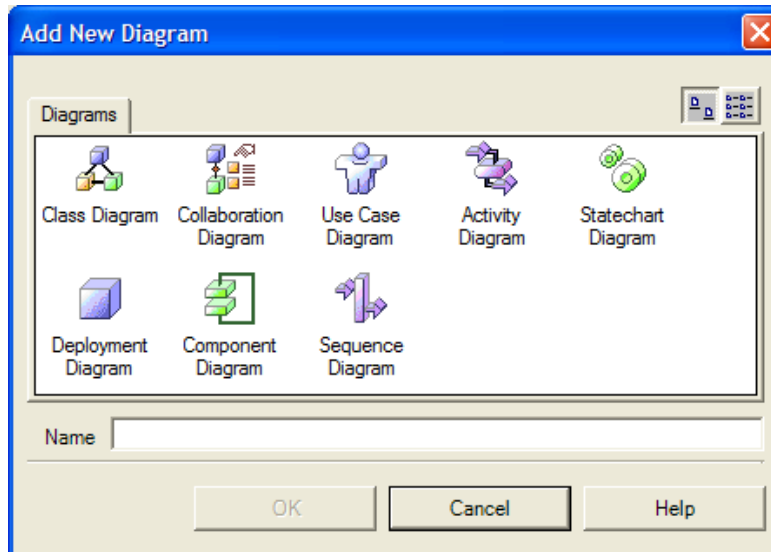 Add New Diagram
Diagrams
Class Diagram
Collaboration
Diagram
Use Case
Diagram
Activity
Diagram
Statechart
Diagram
Deployment
Diagram
Component
Diagram
Sequence
Diagram
Name
OK
Cancel
Help